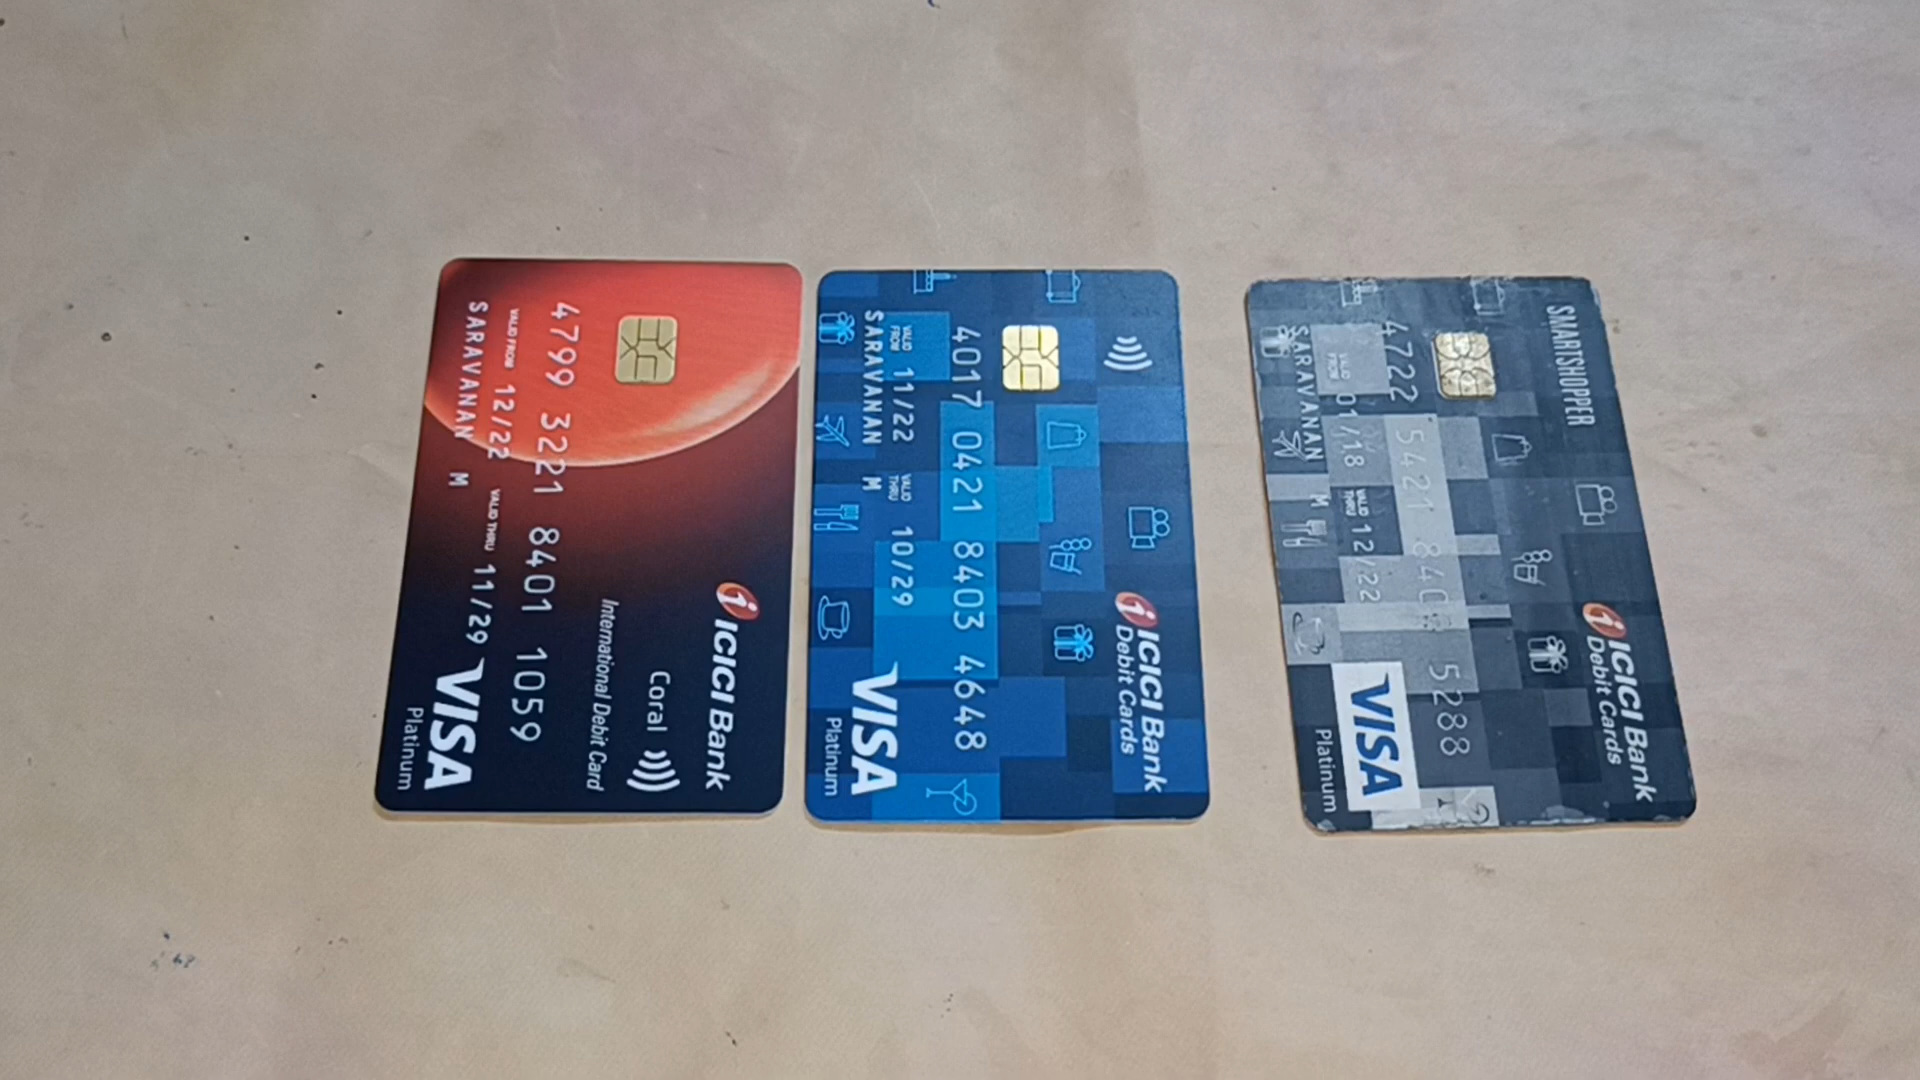 ICICI Bank
Coral
International Debit Card
4799 3221 8401 1059
VALID FROM 12/22 VALID THRU 11/29
SARAVANAN M
VISA
Platinum
ICICI Bank
Debit Cards
4017 0421 8403 4648
VALID FROM 11/22 VALID THRU 10/29
SARAVANAN M
VISA
Platinum
SMARTSHOPPER
ICICI Bank
Debit Cards
4722 5421 5288
VALID FROM 01/18 VALID THRU 12/22
SARAVANAN M
VISA
Platinum